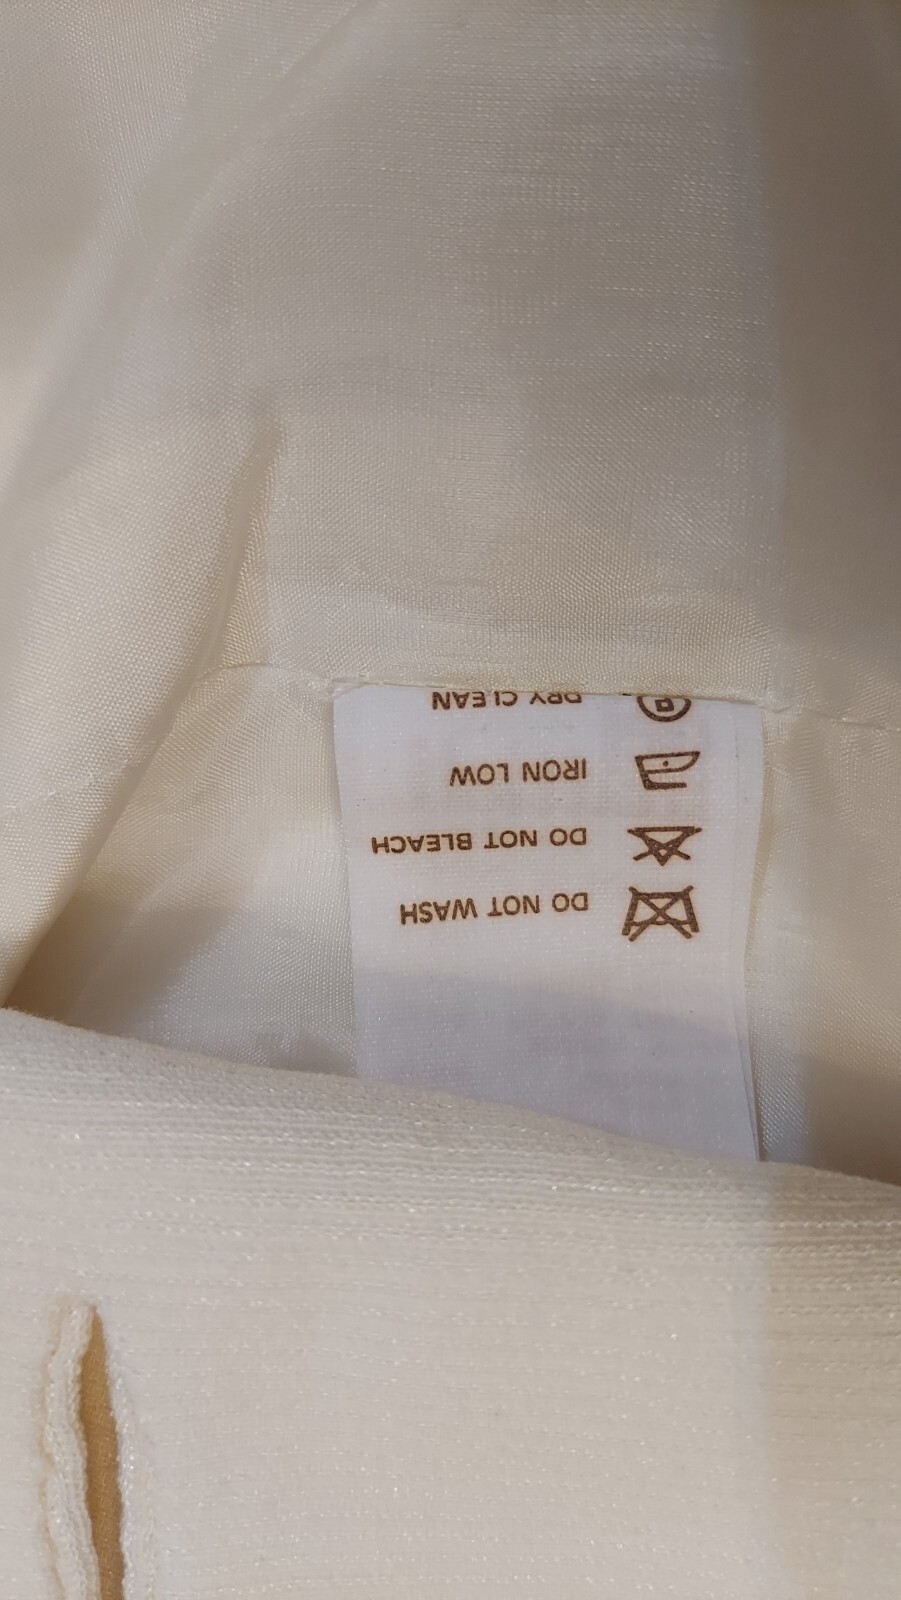 DO NOT WASH
DO NOT BLEACH
IRON LOW
DRY CLEAN